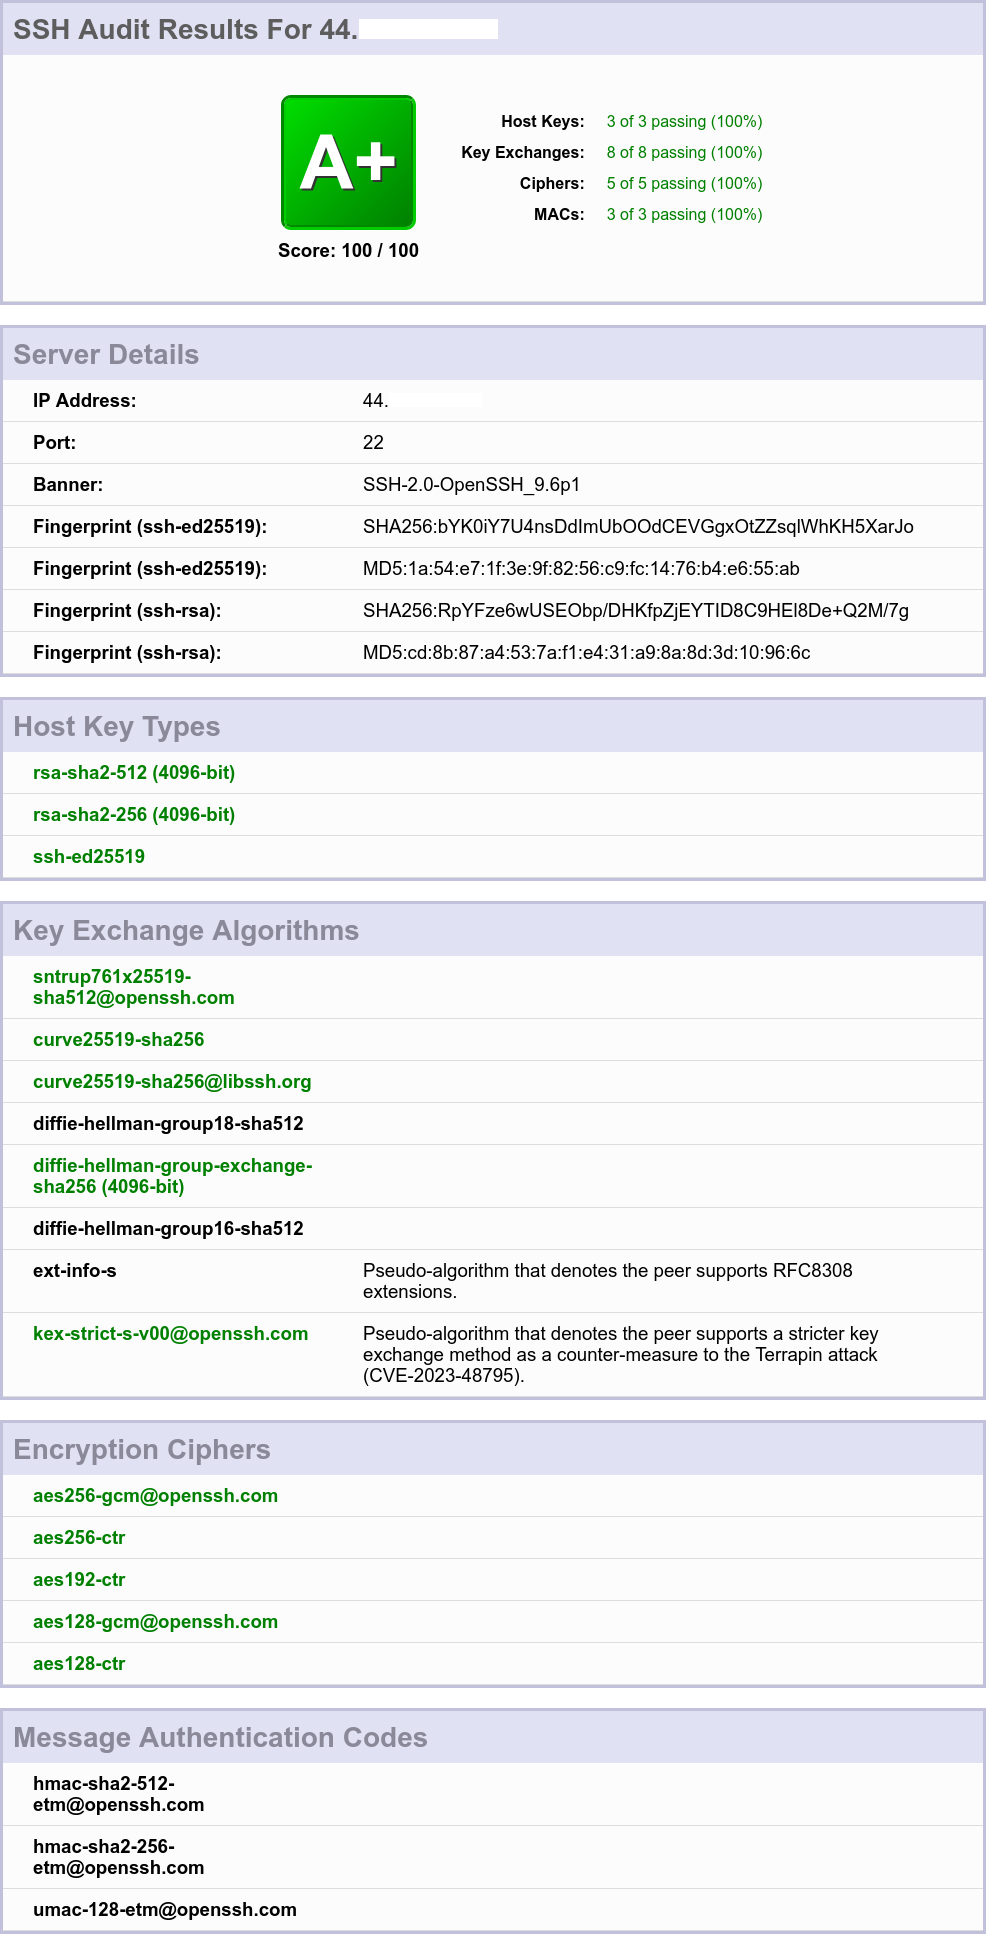 SSH Audit Results For 44.
A+
Score: 100 / 100
Host Keys: 3 of 3 passing (100%)
Key Exchanges: 8 of 8 passing (100%)
Ciphers: 5 of 5 passing (100%)
MACs: 3 of 3 passing (100%)
Server Details
IP Address: 44.
Port: 22
Banner: SSH-2.0-OpenSSH_9.6p1
Fingerprint (ssh-ed25519): SHA256:bYK0iY7U4nsDdImUbOOdCEVGgxOtZZsqlWhKH5XarJo
Fingerprint (ssh-ed25519): MD5:1a:54:e7:1f:3e:9f:82:56:c9:fc:14:76:b4:e6:55:ab
Fingerprint (ssh-rsa): SHA256:RpYFze6wUSEObp/DHKfpZjEYTID8C9HEl8De+Q2M/7g
Fingerprint (ssh-rsa): MD5:cd:8b:87:a4:53:7a:f1:e4:31:a9:8a:8d:3d:10:96:6c
Host Key Types
rsa-sha2-512 (4096-bit)
rsa-sha2-256 (4096-bit)
ssh-ed25519
Key Exchange Algorithms
sntrup761x25519-
sha512@openssh.com
curve25519-sha256
curve25519-sha256@libssh.org
diffie-hellman-group18-sha512
diffie-hellman-group-exchange-
sha256 (4096-bit)
diffie-hellman-group16-sha512
ext-info-s Pseudo-algorithm that denotes the peer supports RFC8308
extensions.
kex-strict-s-v00@openssh.com Pseudo-algorithm that denotes the peer supports a stricter key
exchange method as a counter-measure to the Terrapin attack
(CVE-2023-48795).
Encryption Ciphers
aes256-gcm@openssh.com
aes256-ctr
aes192-ctr
aes128-gcm@openssh.com
aes128-ctr
Message Authentication Codes
hmac-sha2-512-
etm@openssh.com
hmac-sha2-256-
etm@openssh.com
umac-128-etm@openssh.com